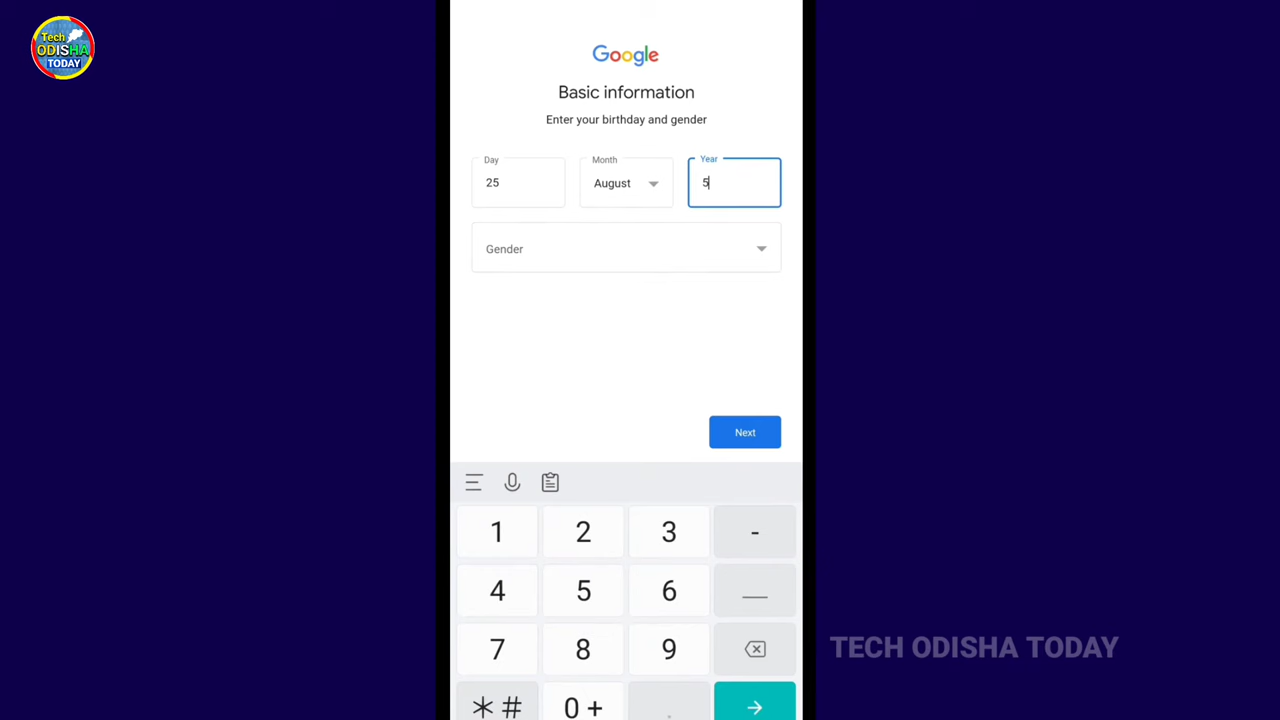 Tech
ODISHA
TODAY
Google
Basic information
Enter your birthday and gender
Day
Month
Year
25
August
5
Gender
Next
1 2 3 -
4 5 6 _
7 8 9
*# 0 + .
TECH ODISHA TODAY